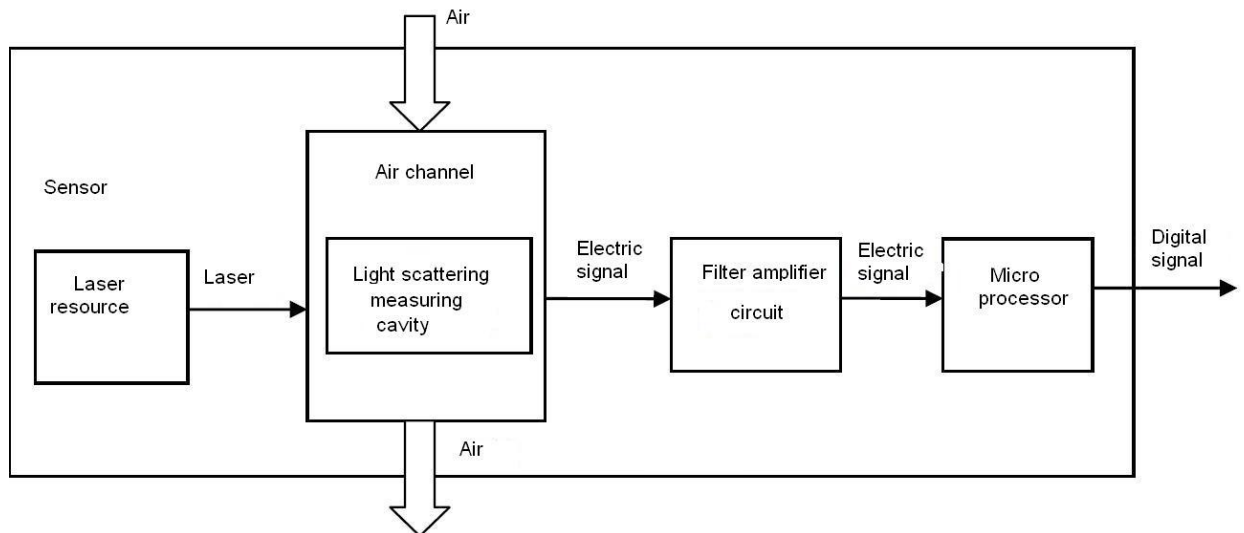 Air
Sensor
Air channel
Laser
resource
Laser
Light scattering
measuring
cavity
Electric
signal
Filter amplifier
circuit
Electric
signal
Micro
processor
Digital
signal
Air